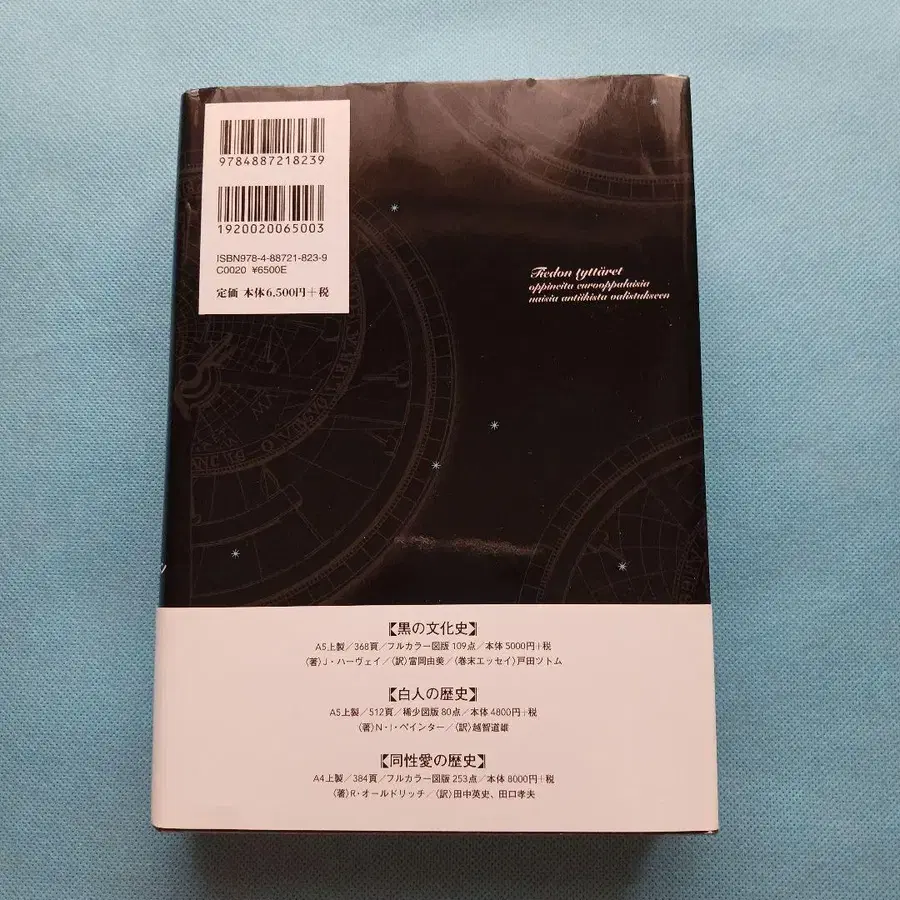 9784887218239
1920020065003
ISBN978-4-88721-823-9
C0020 ¥6500E
定価 本体6,500円+税
Tiedon tyttäret
oppineita eurooppalaisia
naisia antiikista valistukseen
【黒の文化史】
A5上製/368頁/フルカラー図版109点/本体5000円+税
〈著〉J・ハーヴェイ/〈訳〉富岡由美/〈巻末エッセイ〉戸田ツトム
【白人の歴史】
A5上製/512頁/稀少図版80点/本体4800円+税
〈著〉N・I・ペインター/〈訳〉越智道雄
【同性愛の歴史】
A4上製/384頁/フルカラー図版253点/本体8000円+税
〈著〉R・オールドリッチ/〈訳〉田中英史、田口孝夫